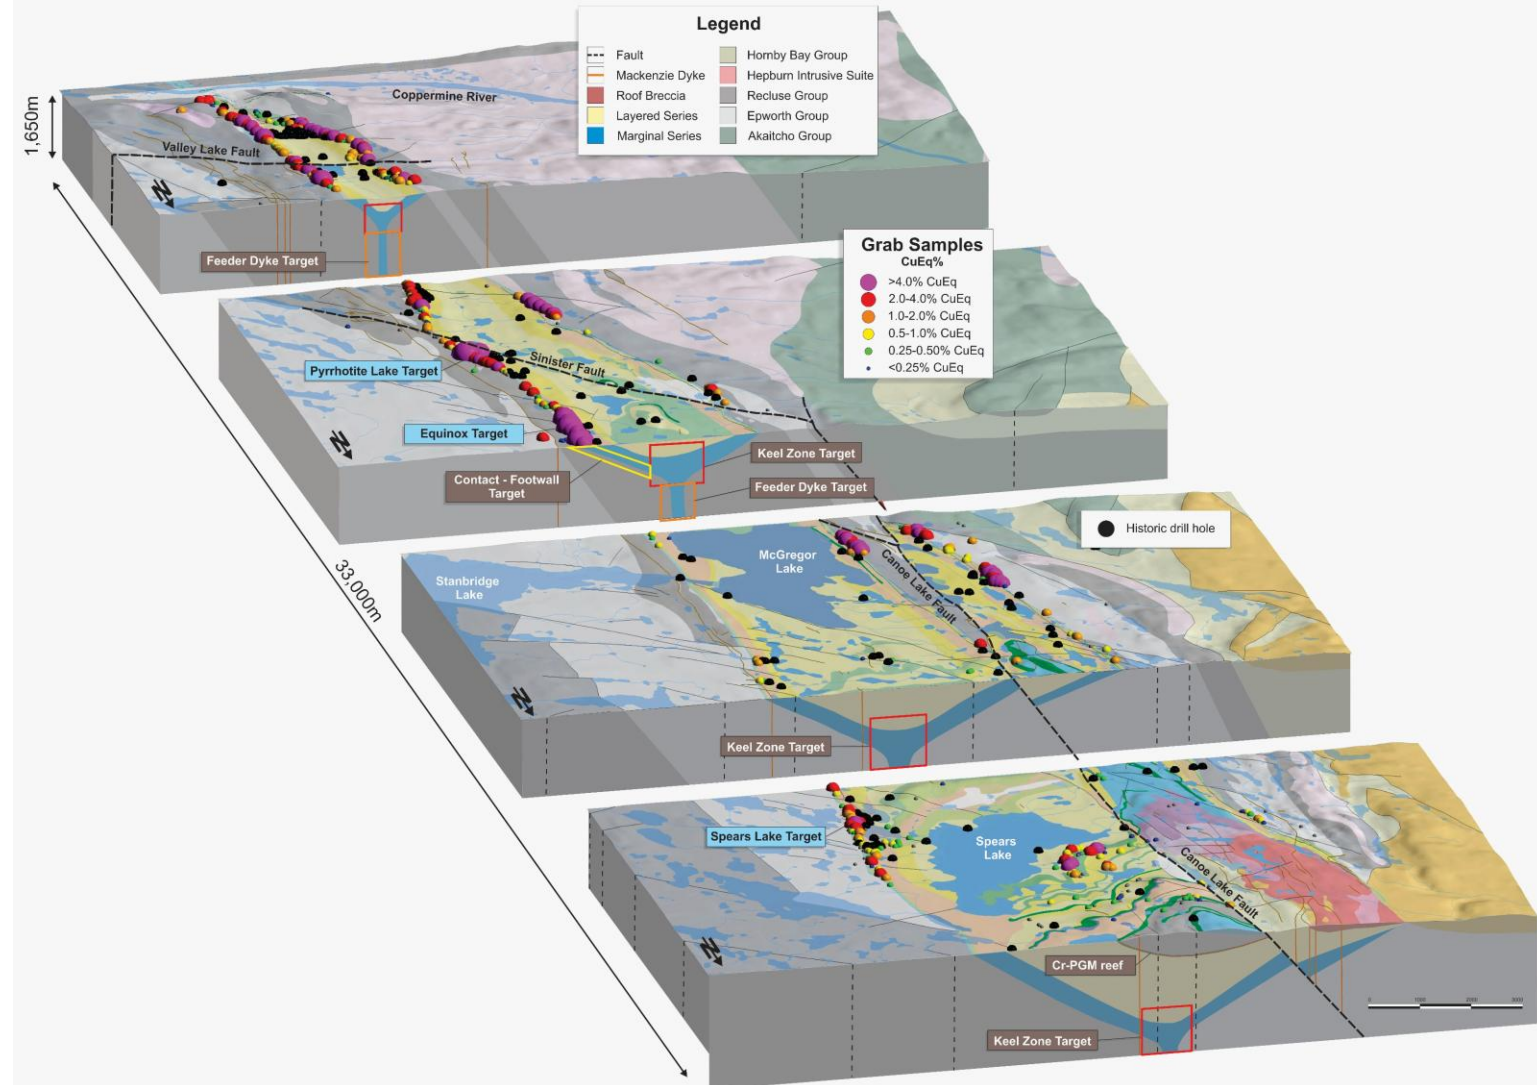 Legend
Fault
Mackenzie Dyke
Roof Breccia
Layered Series
Marginal Series
Hornby Bay Group
Hepburn Intrusive Suite
Recluse Group
Epworth Group
Akaitcho Group
Coppermine River
1,650m
Valley Lake Fault
N
Feeder Dyke Target
Grab Samples
CuEq%
>4.0% CuEq
2.0-4.0% CuEq
1.0-2.0% CuEq
0.5-1.0% CuEq
0.25-0.50% CuEq
<0.25% CuEq
Pyrrhotite Lake Target
Sinister Fault
Equinox Target
N
Keel Zone Target
Contact - Footwall
Target
Feeder Dyke Target
Historic drill hole
33,000m
Stanbridge
Lake
McGregor
Lake
Canoe Lake Fault
N
Keel Zone Target
Spears Lake Target
Spears
Lake
Canoe Lake Fault
N
Cr-PGM reef
0 1000 2000 3000
Keel Zone Target